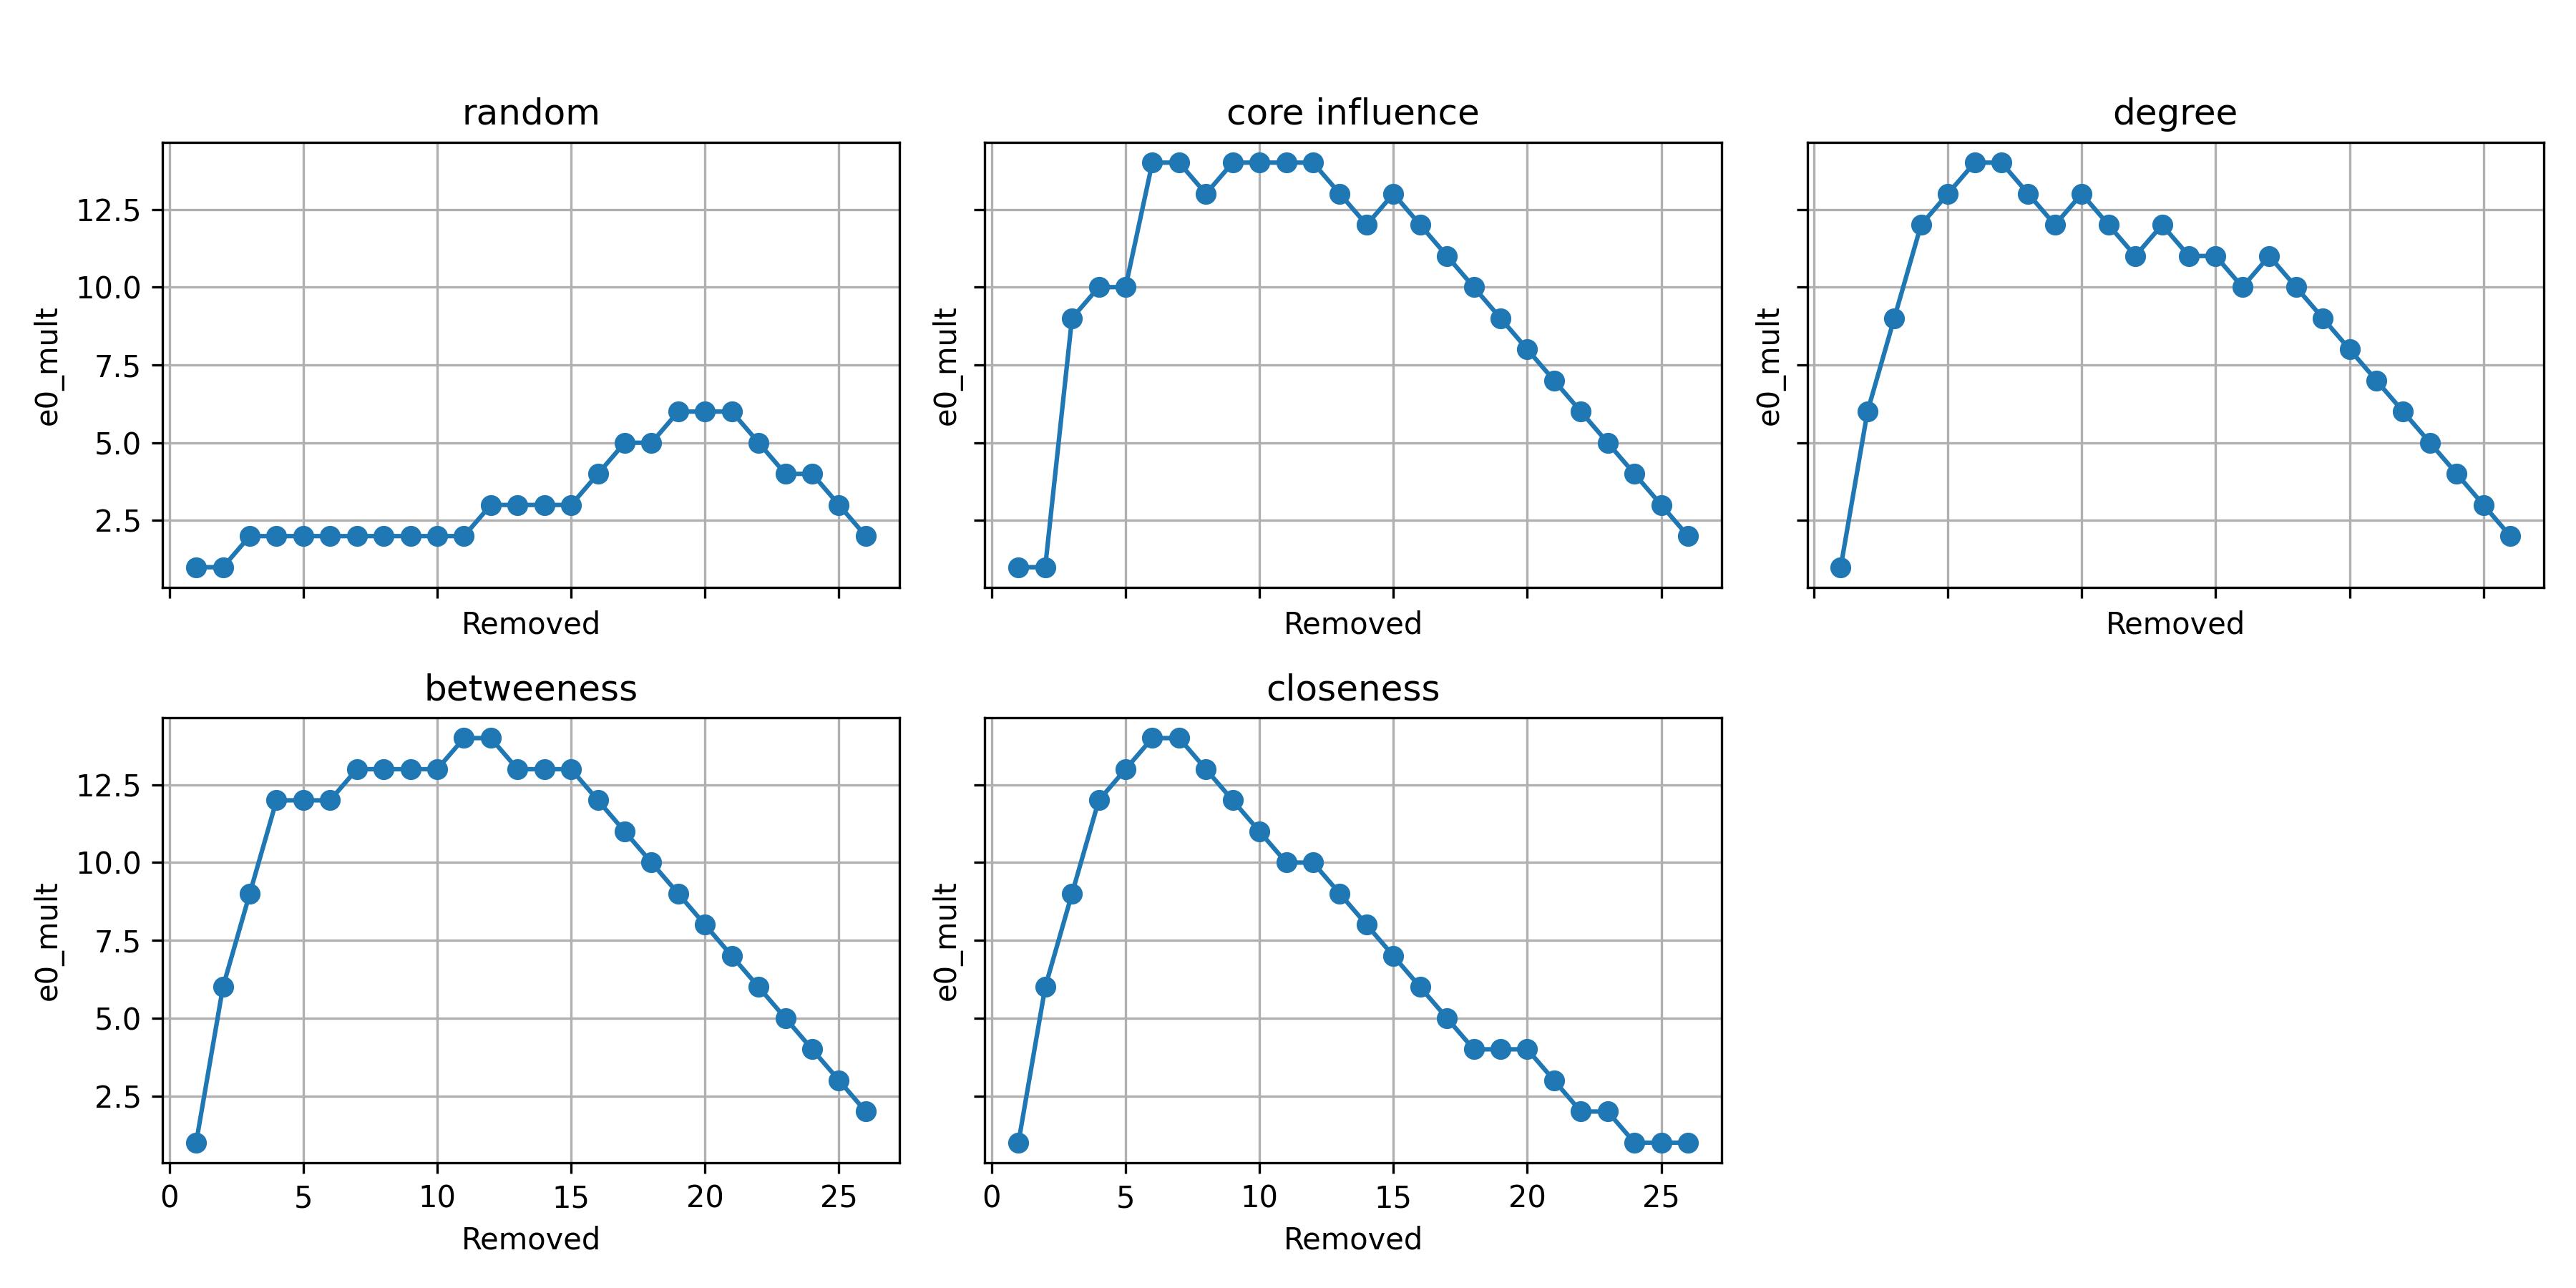 random
core influence
degree
12.5
10.0
7.5
5.0
2.5
e0_mult
e0_mult
e0_mult
Removed
Removed
Removed
betweeness
closeness
12.5
10.0
7.5
5.0
2.5
e0_mult
e0_mult
0 5 10 15 20 25
0 5 10 15 20 25
Removed
Removed